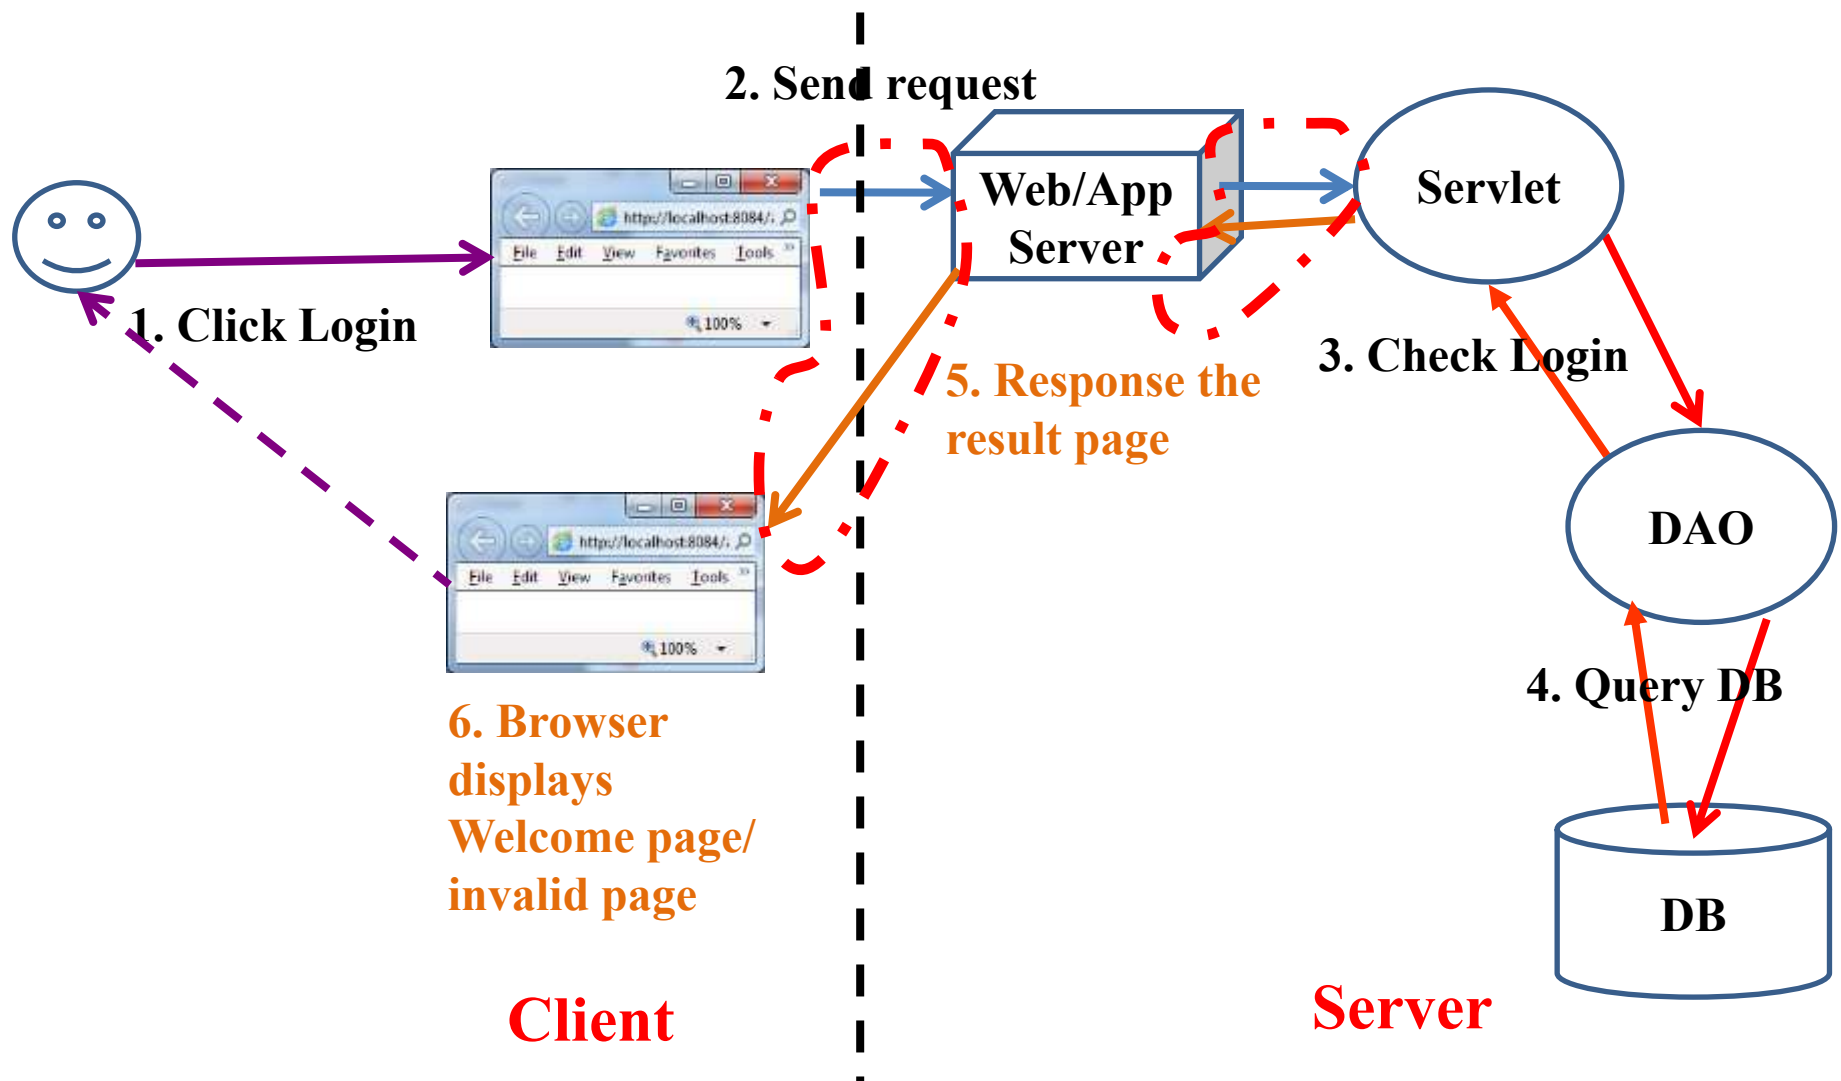 2. Send request
http://localhost:8084/
File Edit View Favorites Tools »
100%
1. Click Login
Web/App
Server
Servlet
3. Check Login
5. Response the
result page
DAO
http://localhost:8084/
File Edit View Favorites Tools »
100%
4. Query DB
6. Browser
displays
Welcome page/
invalid page
DB
Client
Server